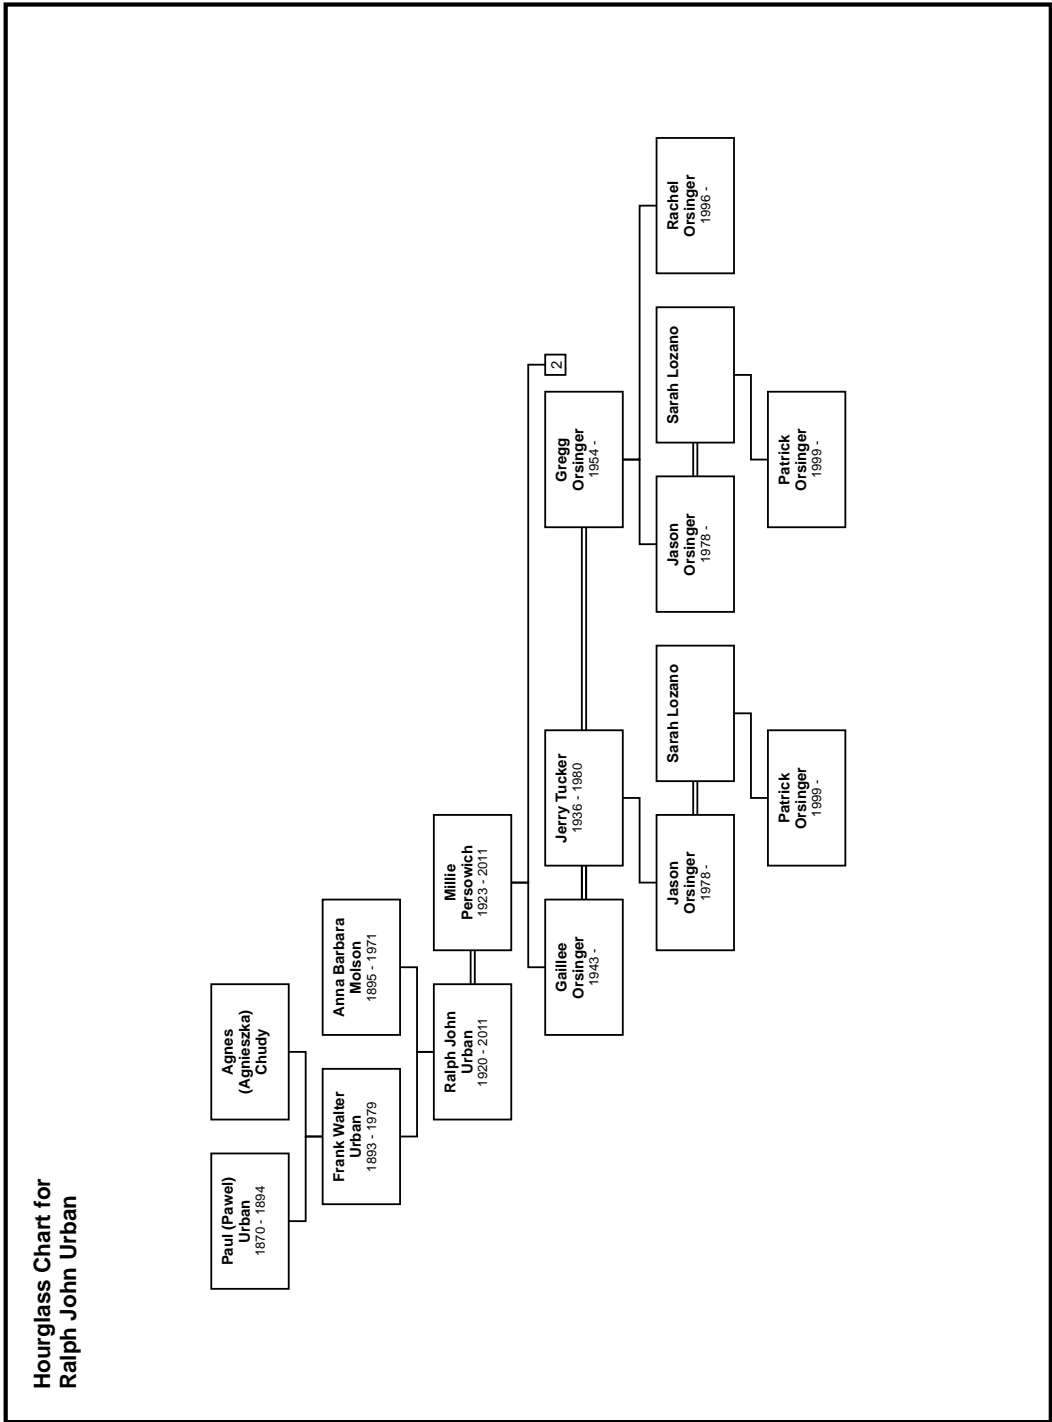 Hourglass Chart for
Ralph John Urban
Paul (Pawel)
Urban
1870 - 1894
Agnes
(Agnieszka)
Chudy
Frank Walter
Urban
1893 - 1979
Anna Barbara
Molson
1895 - 1971
Ralph John
Urban
1920 - 2011
Millie
Persowich
1923 - 2011
Gaillee
Orsinger
1943 -
Jerry Tucker
1936 - 1980
Gregg
Orsinger
1954 -
2
Jason
Orsinger
1978 -
Sarah Lozano
Jason
Orsinger
1978 -
Sarah Lozano
Rachel
Orsinger
1996 -
Patrick
Orsinger
1999 -
Patrick
Orsinger
1999 -